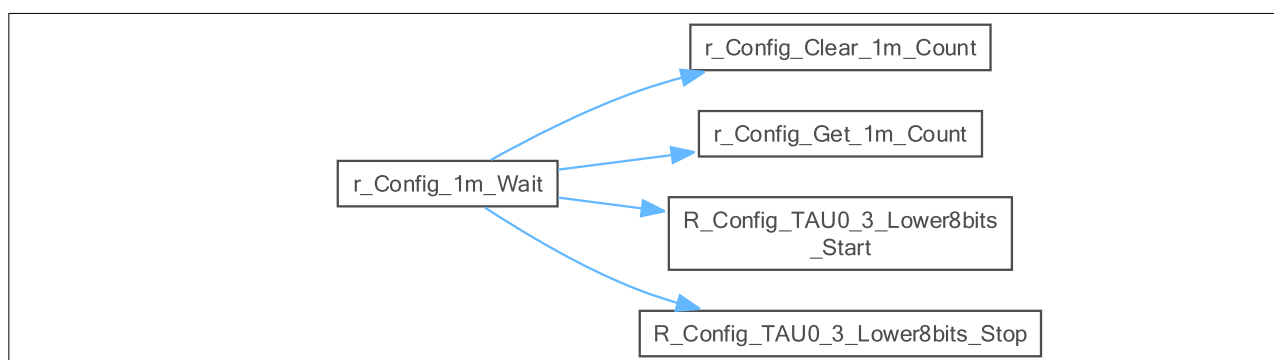 r_Config_Clear_1m_Count
r_Config_Get_1m_Count
r_Config_1m_Wait
R_Config_TAU0_3_Lower8bits
_Start
R_Config_TAU0_3_Lower8bits_Stop